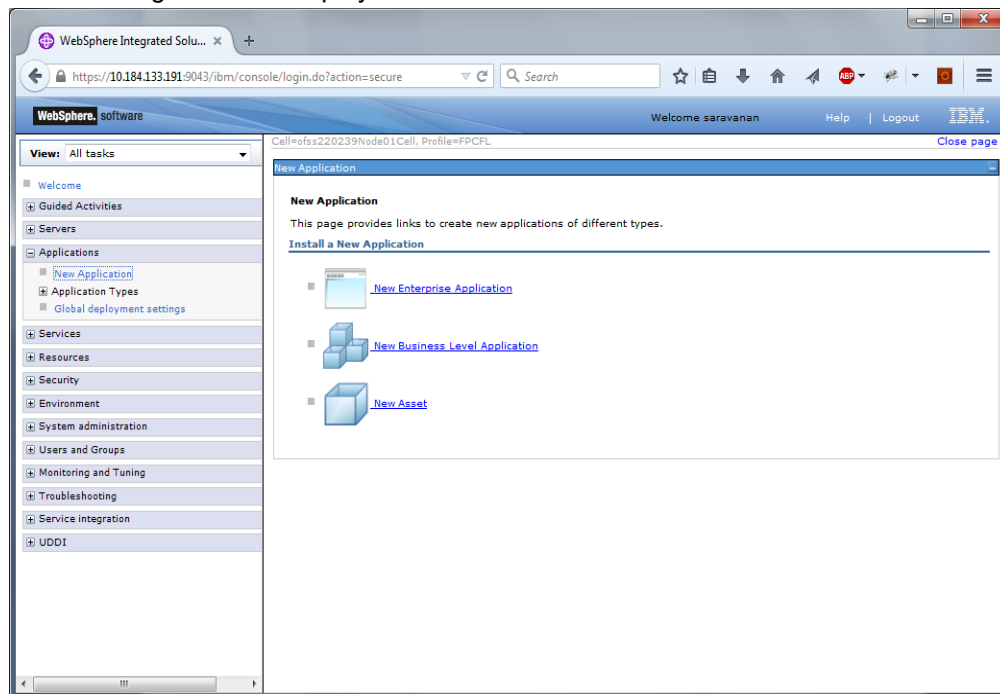 WebSphere Integrated Solu... × +
https://10.184.133.191:9043/ibm/console/login.do?action=secure
Search
ABP
WebSphere. software
Welcome saravanan
Help | Logout
IBM.
Cell=ofss220239Node01Cell, Profile=FPCFL
Close page
View: All tasks
Welcome
Guided Activities
Servers
Applications
New Application
Application Types
Global deployment settings
Services
Resources
Security
Environment
System administration
Users and Groups
Monitoring and Tuning
Troubleshooting
Service integration
UDDI
New Application
New Application
This page provides links to create new applications of different types.
Install a New Application
New Enterprise Application
New Business Level Application
New Asset